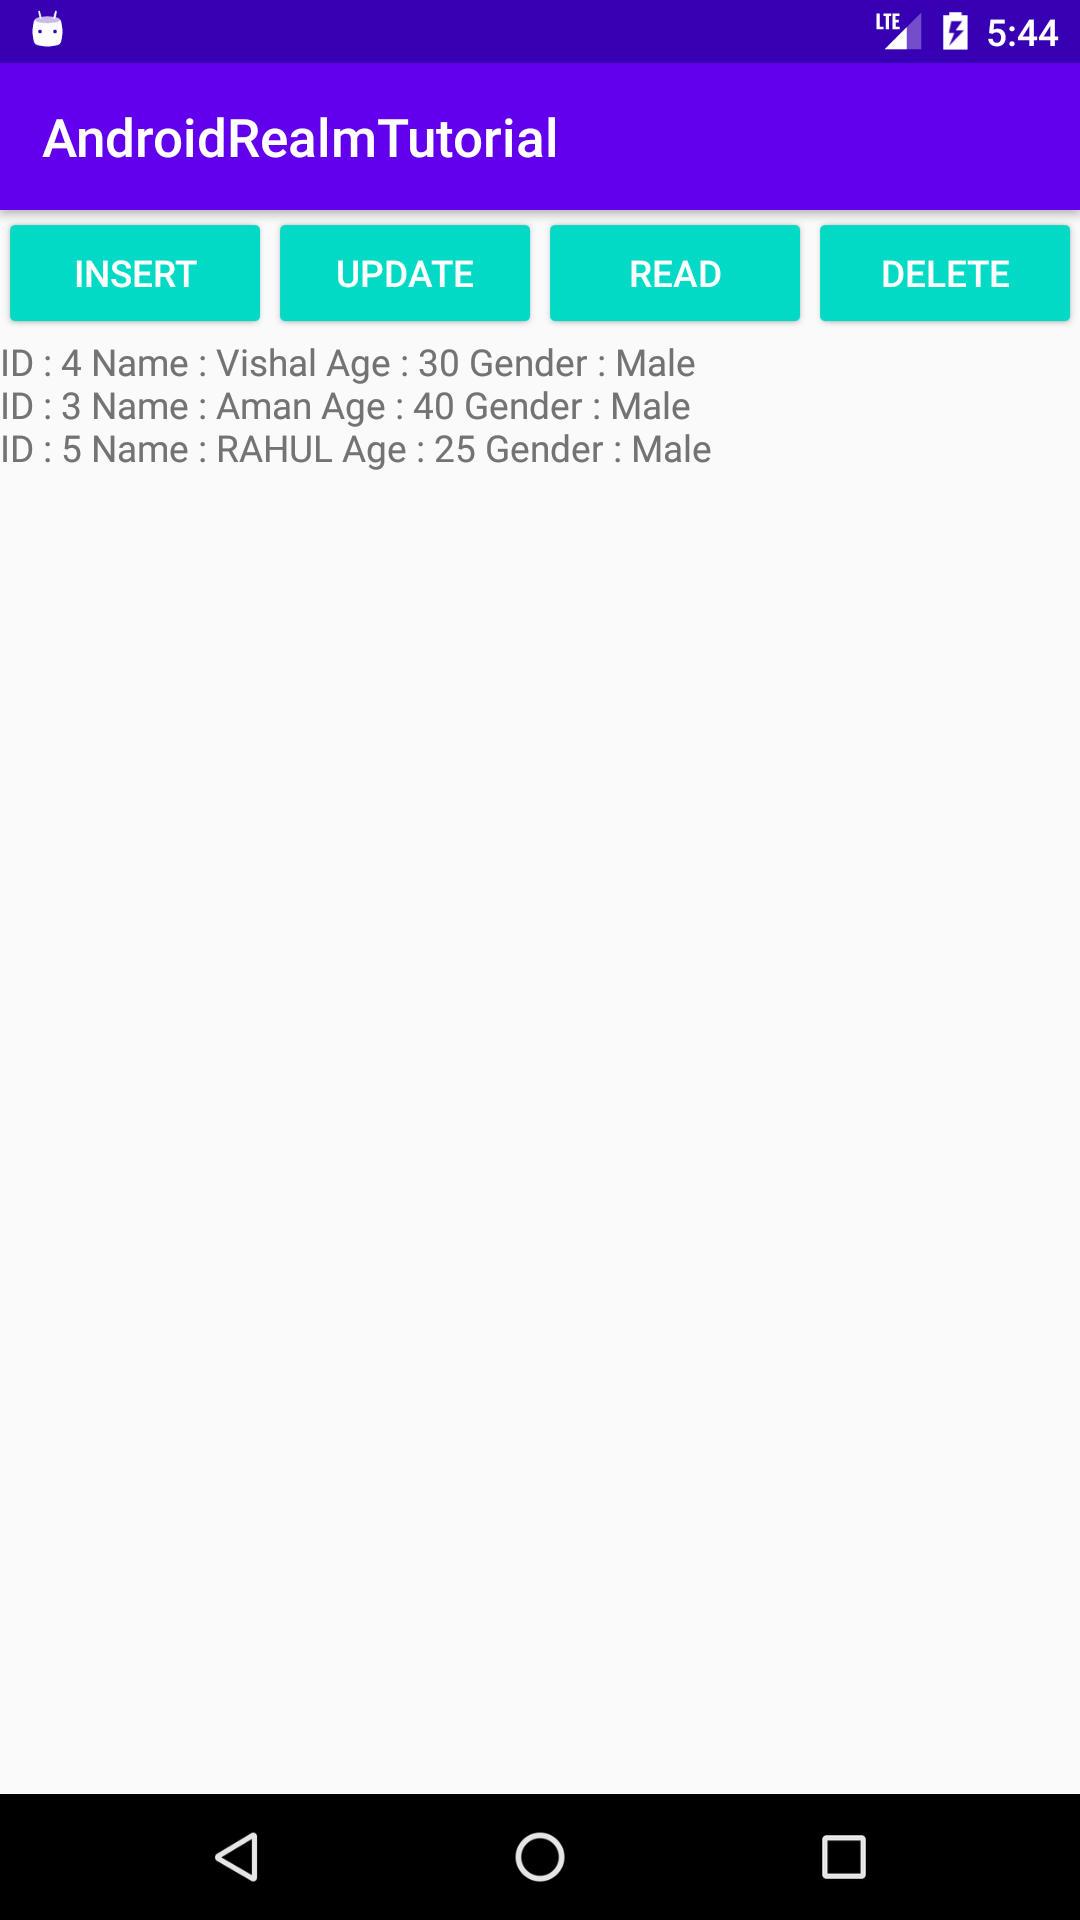 LTE 5:44
AndroidRealmTutorial
INSERT UPDATE READ DELETE
ID : 4 Name : Vishal Age : 30 Gender : Male
ID : 3 Name : Aman Age : 40 Gender : Male
ID : 5 Name : RAHUL Age : 25 Gender : Male